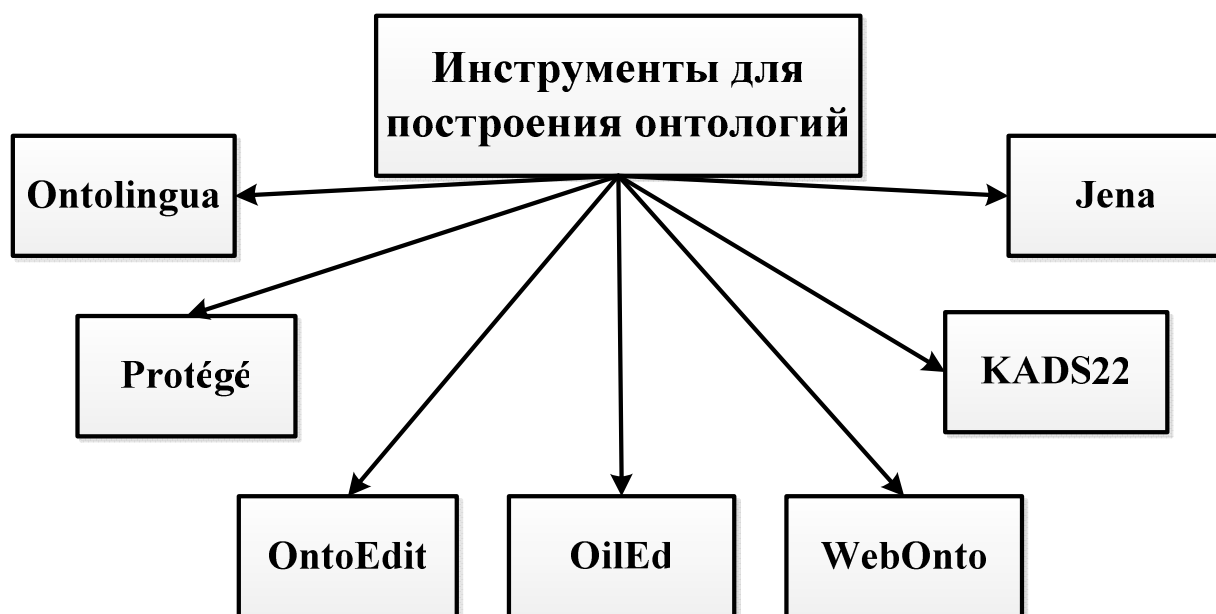 Инструменты для
построения онтологий
Ontolingua
Jena
Protégé
KADS22
OntoEdit
OilEd
WebOnto